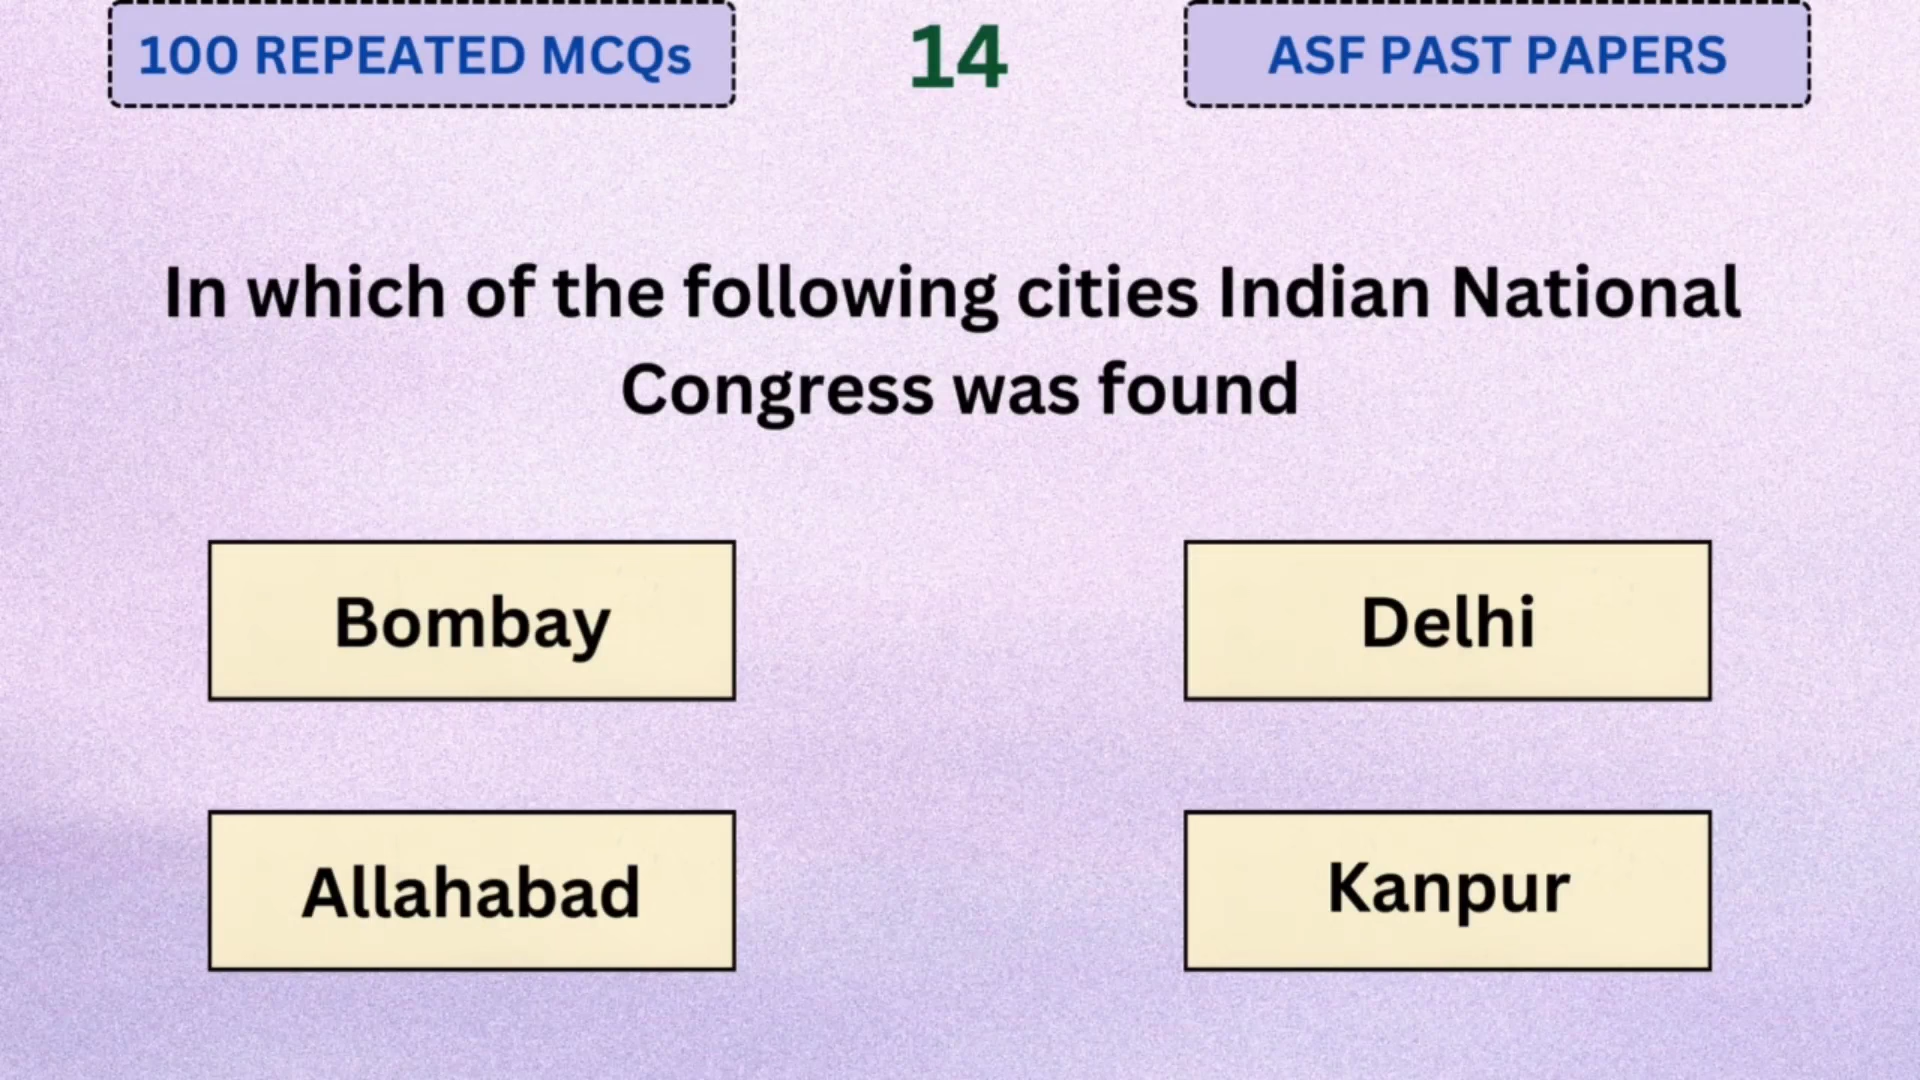 100 REPEATED MCQs
14
ASF PAST PAPERS
In which of the following cities Indian National
Congress was found
Bombay
Delhi
Allahabad
Kanpur